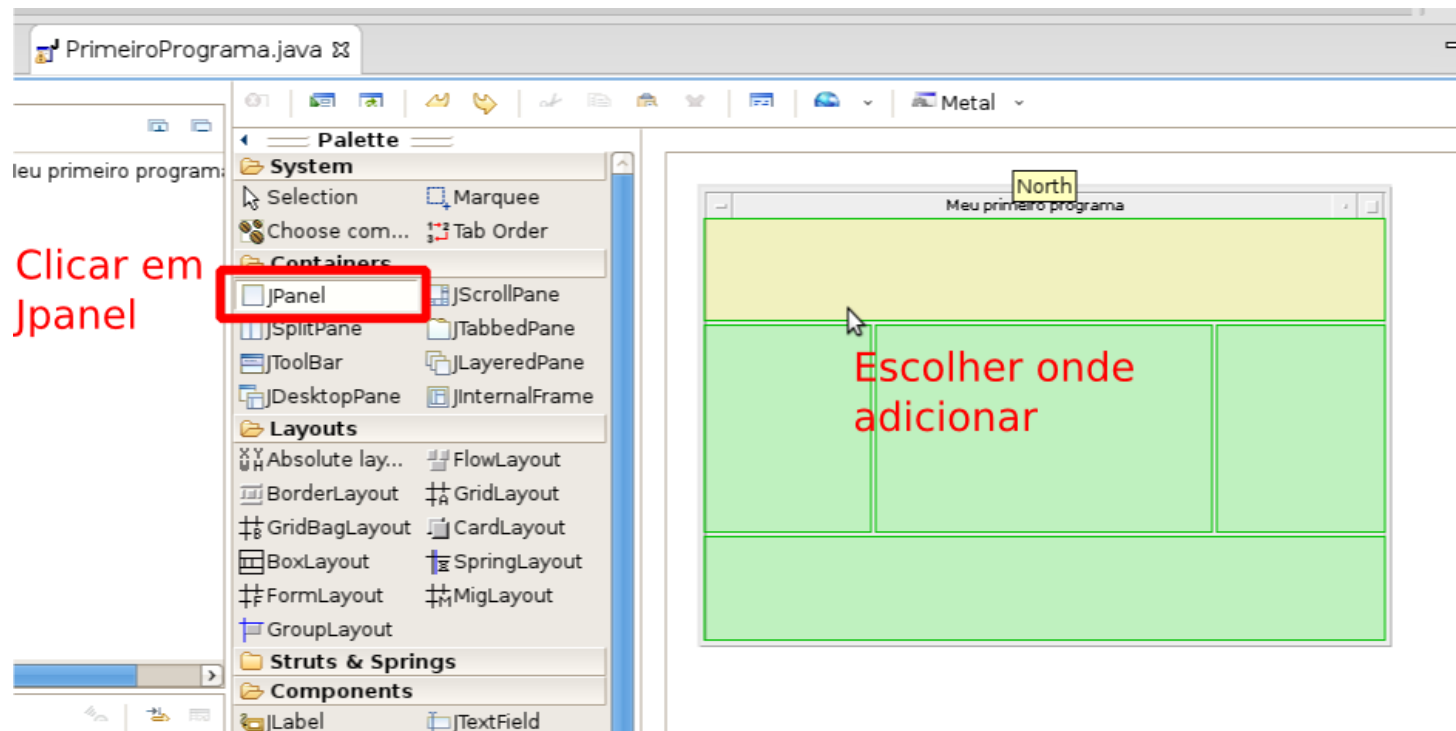 PrimeiroPrograma.java
Metal
Palette
System
Meu primeiro programa
North
Selection
Marquee
Meu primeiro programa
Choose com...
Tab Order
Clicar em
Jpanel
Containers
JPanel
JScrollPane
JSplitPane
JTabbedPane
JToolBar
JLayeredPane
Escolher onde
adicionar
JDesktopPane
JInternalFrame
Layouts
Absolute lay...
FlowLayout
BorderLayout
GridLayout
GridBagLayout
CardLayout
BoxLayout
SpringLayout
FormLayout
MigLayout
GroupLayout
Struts & Springs
Components
JLabel
JTextField